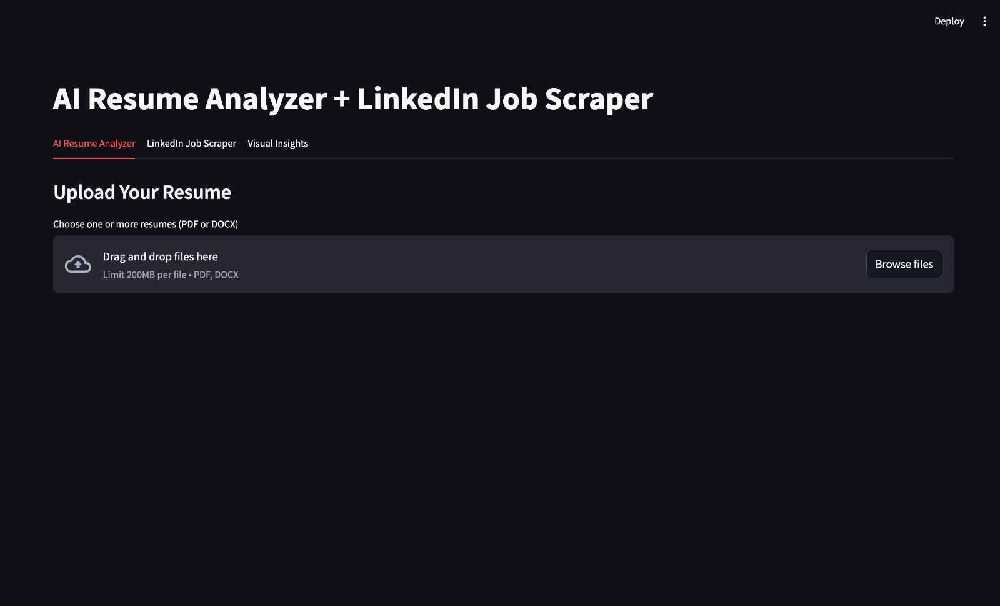 Deploy
AI Resume Analyzer + LinkedIn Job Scraper
AI Resume Analyzer LinkedIn Job Scraper Visual Insights
Upload Your Resume
Choose one or more resumes (PDF or DOCX)
Drag and drop files here
Limit 200MB per file • PDF, DOCX
Browse files